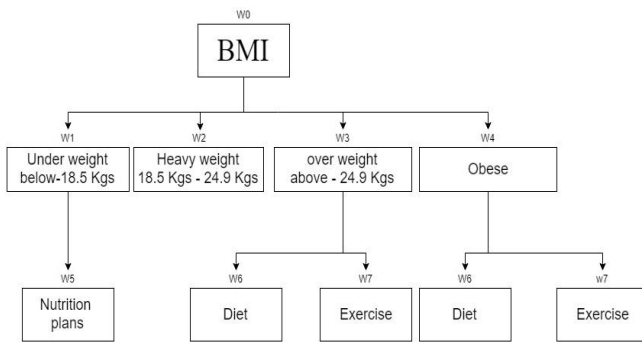 W0
BMI
W1
W2
W3
W4
Under weight
below-18.5 Kgs
Heavy weight
18.5 Kgs - 24.9 Kgs
over weight
above - 24.9 Kgs
Obese
W5
W6
W7
W6
w7
Nutrition
plans
Diet
Exercise
Diet
Exercise